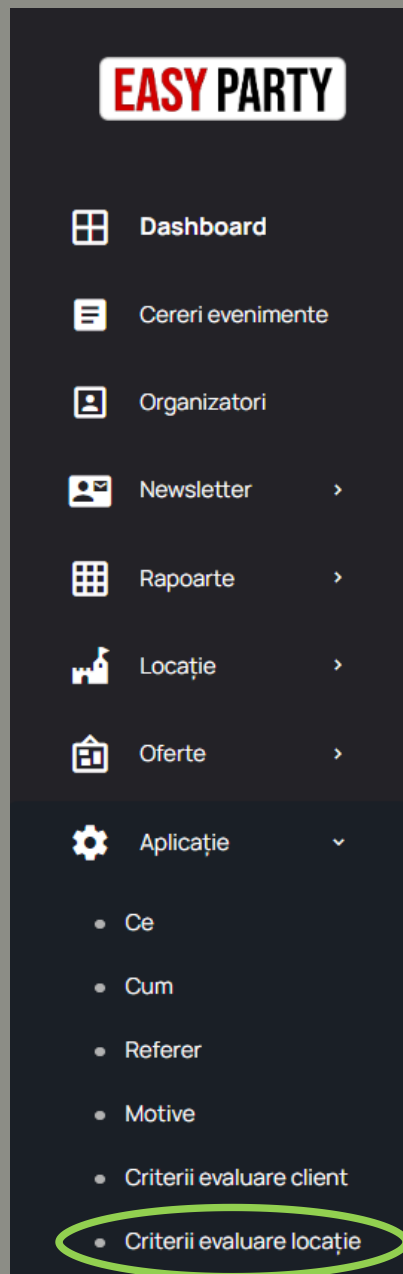 EASY PARTY
Dashboard
Cereri evenimente
Organizatori
Newsletter
Rapoarte
Locație
Oferte
Aplicație
Ce
Cum
Referer
Motive
Criterii evaluare client
Criterii evaluare locație